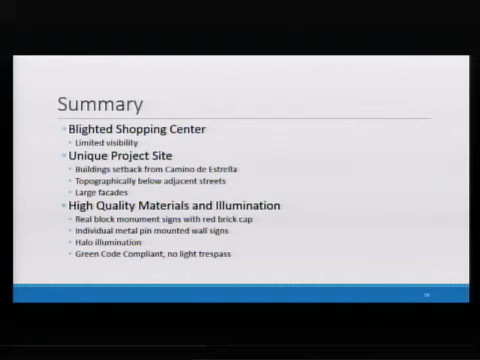 Summary
Blighted Shopping Center
Limited visibility
Unique Project Site
Buildings setback from Camino de Estrella
Topographically below adjacent streets
Large facades
High Quality Materials and Illumination
Real block monument signs with red brick cap
Individual metal pin mounted wall signs
Halo illumination
Green Code Compliant, no light trespass